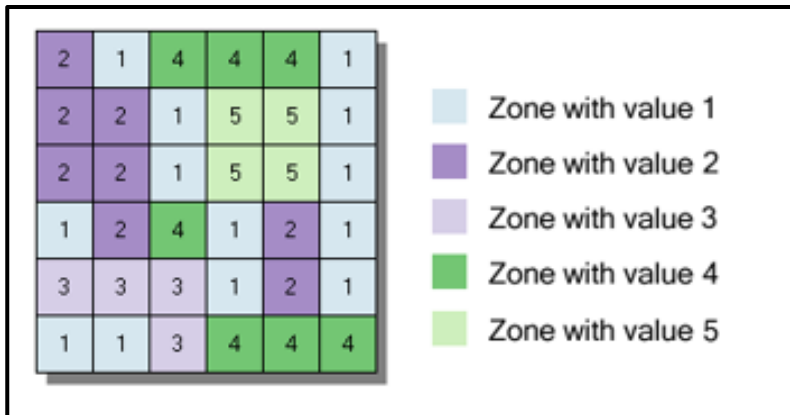 2 1 4 4 4 1
2 2 1 5 5 1
2 2 1 5 5 1
1 2 4 1 2 1
3 3 3 1 2 1
1 1 3 4 4 4
Zone with value 1
Zone with value 2
Zone with value 3
Zone with value 4
Zone with value 5